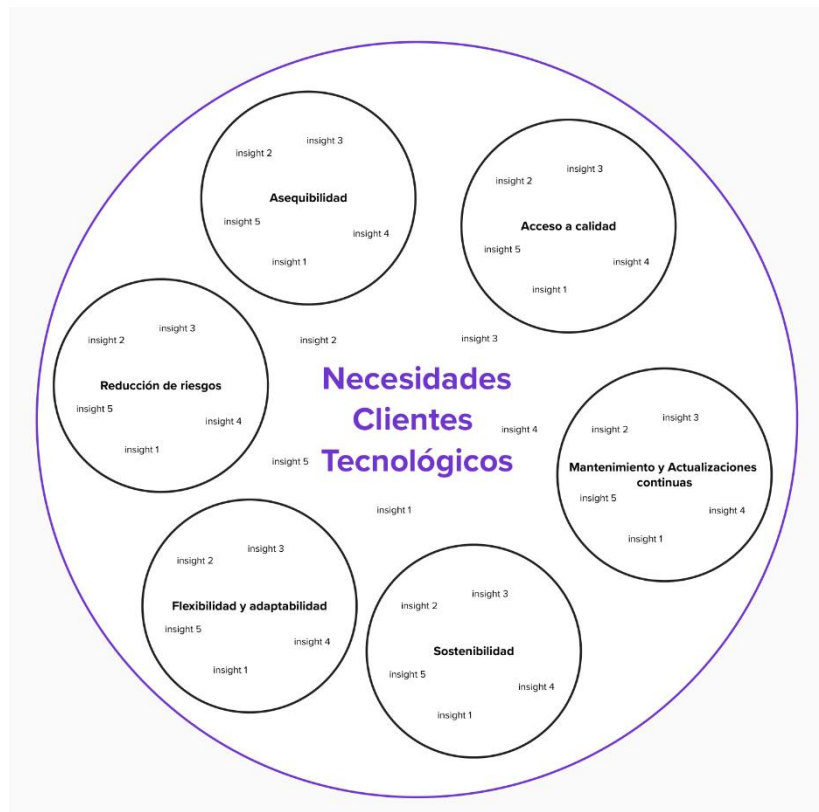 insight 3
insight 2
Asequibilidad
insight 5
insight 4
insight 1
insight 3
insight 2
Acceso a calidad
insight 5
insight 4
insight 1
insight 3
insight 2
Reducción de riesgos
insight 5
insight 4
insight 1
insight 2
insight 3
Necesidades
Clientes
Tecnológicos
insight 4
insight 5
insight 1
insight 3
insight 2
Mantenimiento y Actualizaciones
continuas
insight 5
insight 4
insight 1
insight 3
insight 2
Flexibilidad y adaptabilidad
insight 5
insight 4
insight 1
insight 3
insight 2
Sostenibilidad
insight 5
insight 4
insight 1